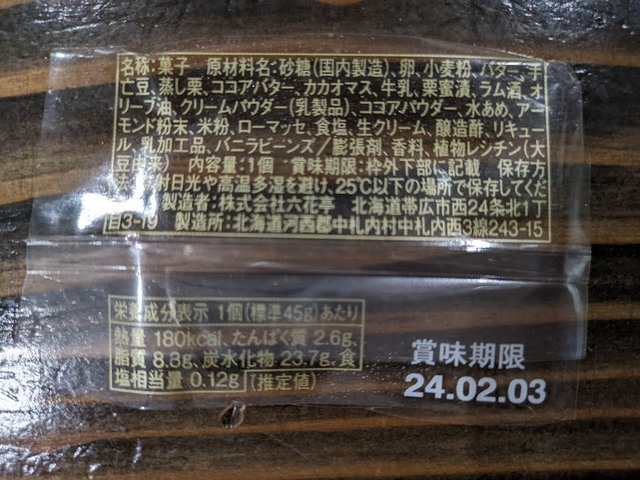 名称:菓子 原材料名:砂糖(国内製造)、卵、小麦粉、バター、手
亡豆、蒸し栗、ココアバター、カカオマス、牛乳、栗蜜漬、ラム酒、オ
リーブ油、クリームパウダー(乳製品)、ココアパウダー、水あめ、アー
モンド粉末、米粉、ローマッセ、食塩、生クリーム、醸造酢、リキュー
ル、乳加工品、バニラビーンズ/膨張剤、香料、植物レシチン(大
豆由来) 内容量:1個 賞味期限:枠外下部に記載 保存方
射日光や高温多湿を避け、25℃以下の場所で保存してくだ
製造者:株式会社六花亭 北海道帯広市西24条北1丁
目3-19 製造所:北海道河西郡中札内村中札内西3線243-15
栄養成分表示 1個(標準45g)あたり
熱量 180kcal、たんぱく質 2.6g、
脂質 8.3g、炭水化物 23.7g、食
塩相当量 0.12g (推定値)
賞味期限
24.02.03